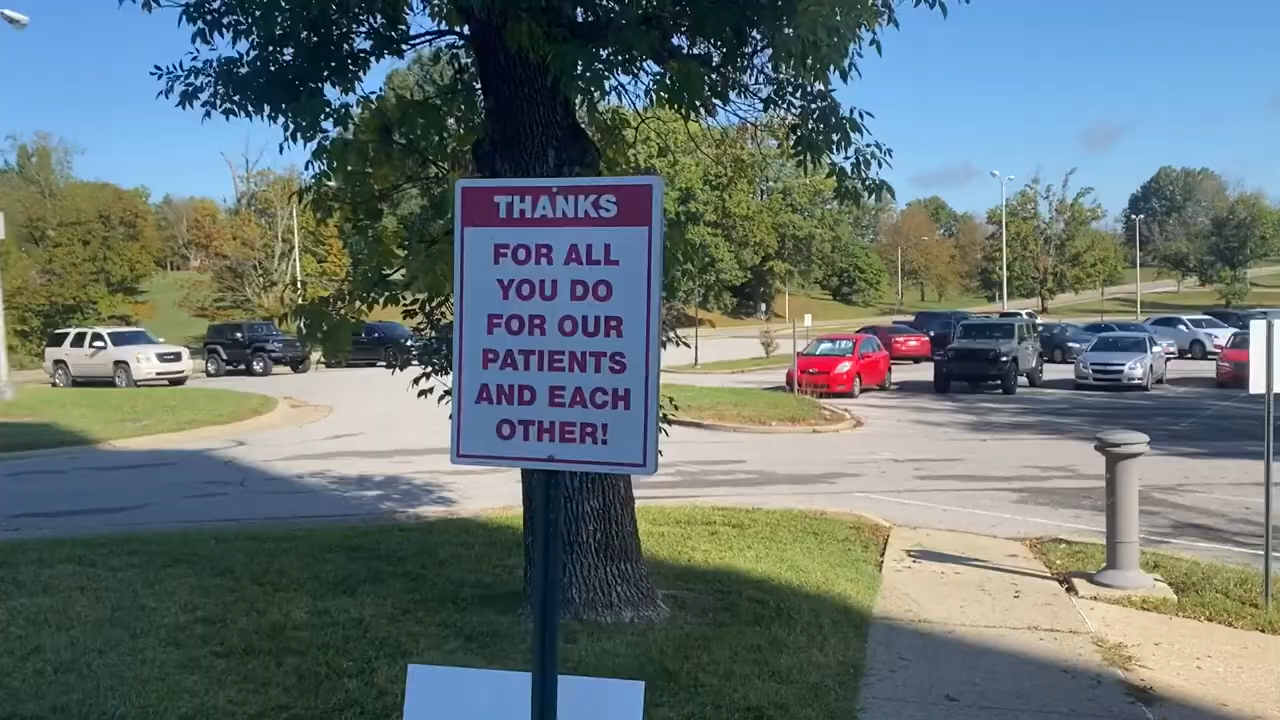 THANKS
FOR ALL
YOU DO
FOR OUR
PATIENTS
AND EACH
OTHER!